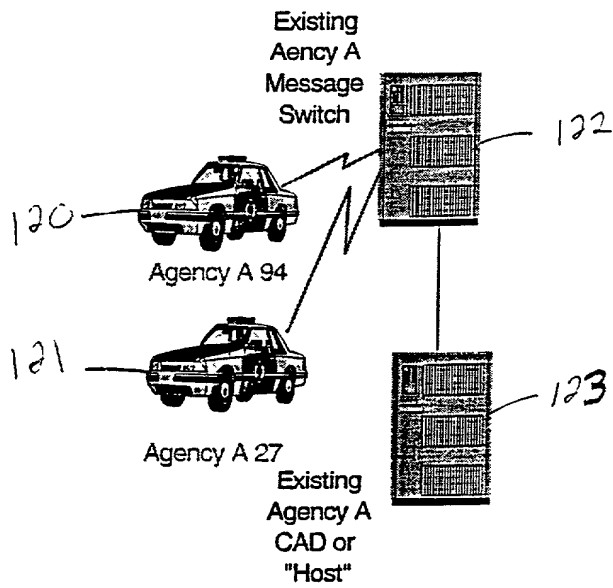 Existing
Aency A
Message
Switch
122
120
Agency A 94
121
Agency A 27
123
Existing
Agency A
CAD or
"Host"